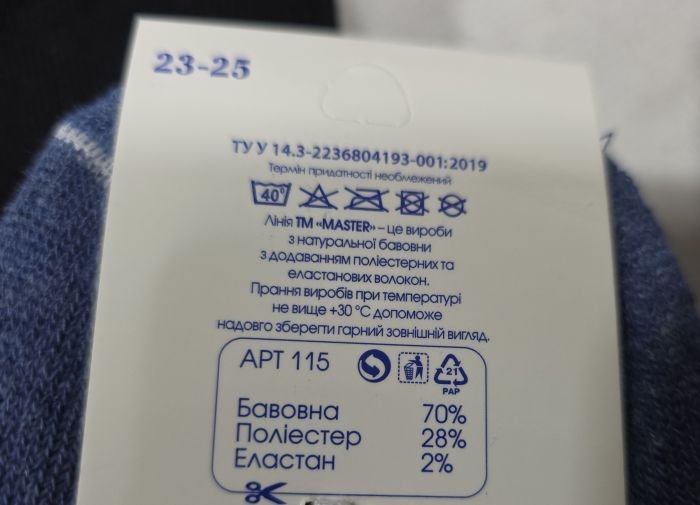 23-25
ТУ У 14.3-2236804193-001:2019
Термін придатності необмежений
40°
Лінія ТМ «MASTER» – це вироби
з натуральної бавовни
з додаванням поліестерних та
еластанових волокон.
Прання виробів при температурі
не вище +30 °С допоможе
надовго зберегти гарний зовнішній вигляд.
АРТ 115
21
PAP
Бавовна 70%
Поліестер 28%
Еластан 2%